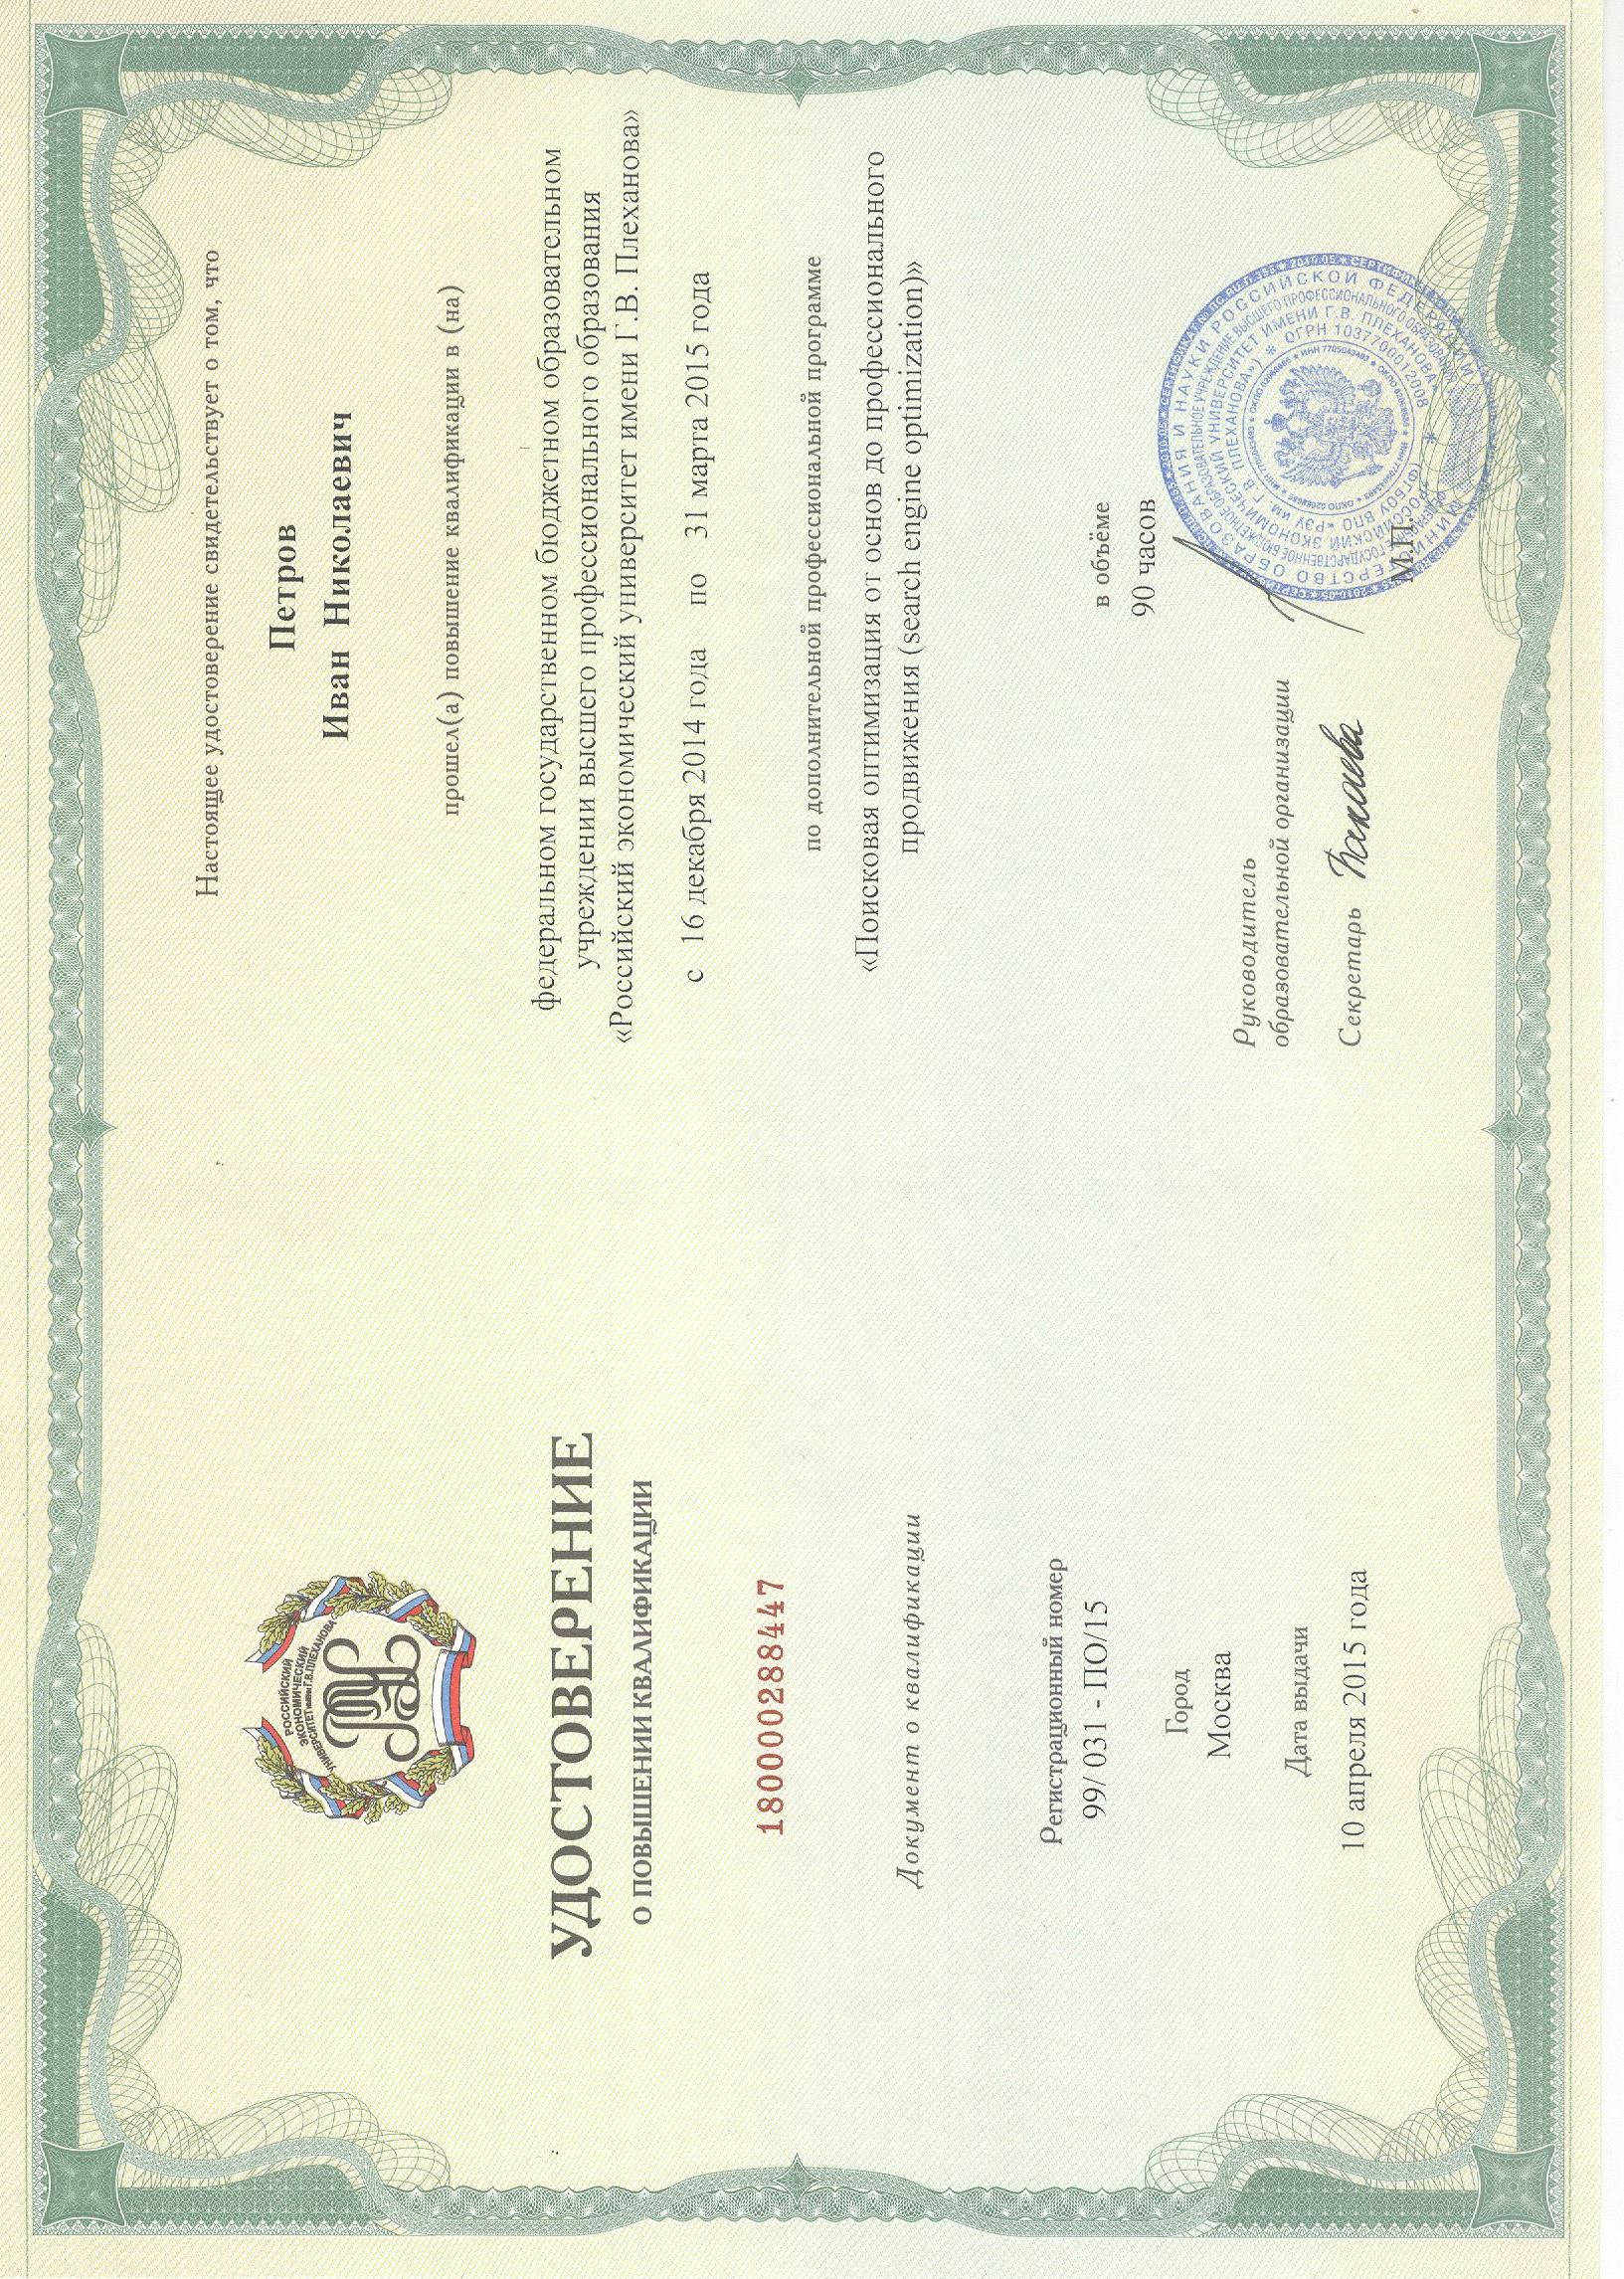 РОССИЙСКИЙ
ЭКОНОМИЧЕСКИЙ
УНИВЕРСИТЕТ ИМЕНИ Г.В.ПЛЕХАНОВА
УДОСТОВЕРЕНИЕ
О ПОВЫШЕНИИ КВАЛИФИКАЦИИ
180000288447
Документ о квалификации
Регистрационный номер
99/ 031 - ПО/15
Город
Москва
Дата выдачи
10 апреля 2015 года
Настоящее удостоверение свидетельствует о том, что
Петров
Иван Николаевич
прошел(а) повышение квалификации в (на)
федеральном государственном бюджетном образовательном
учреждении высшего профессионального образования
«Российский экономический университет имени Г.В. Плеханова»
с 16 декабря 2014 года по 31 марта 2015 года
по дополнительной профессиональной программе
«Поисковая оптимизация от основ до профессионального
продвижения (search engine optimization)»
в объёме
90 часов
Руководитель
образовательной организации
Секретарь
М.П.
МИНИСТЕРСТВО ОБРАЗОВАНИЯ И НАУКИ РОССИЙСКОЙ ФЕДЕРАЦИИ
ФЕДЕРАЛЬНОЕ ГОСУДАРСТВЕННОЕ БЮДЖЕТНОЕ ОБРАЗОВАТЕЛЬНОЕ УЧРЕЖДЕНИЕ ВЫСШЕГО ПРОФЕССИОНАЛЬНОГО ОБРАЗОВАНИЯ
«РОССИЙСКИЙ ЭКОНОМИЧЕСКИЙ УНИВЕРСИТЕТ ИМЕНИ Г.В. ПЛЕХАНОВА»
(ФГБОУ ВПО «РЭУ ИМ. Г.В. ПЛЕХАНОВА») * ОГРН 1037700012008